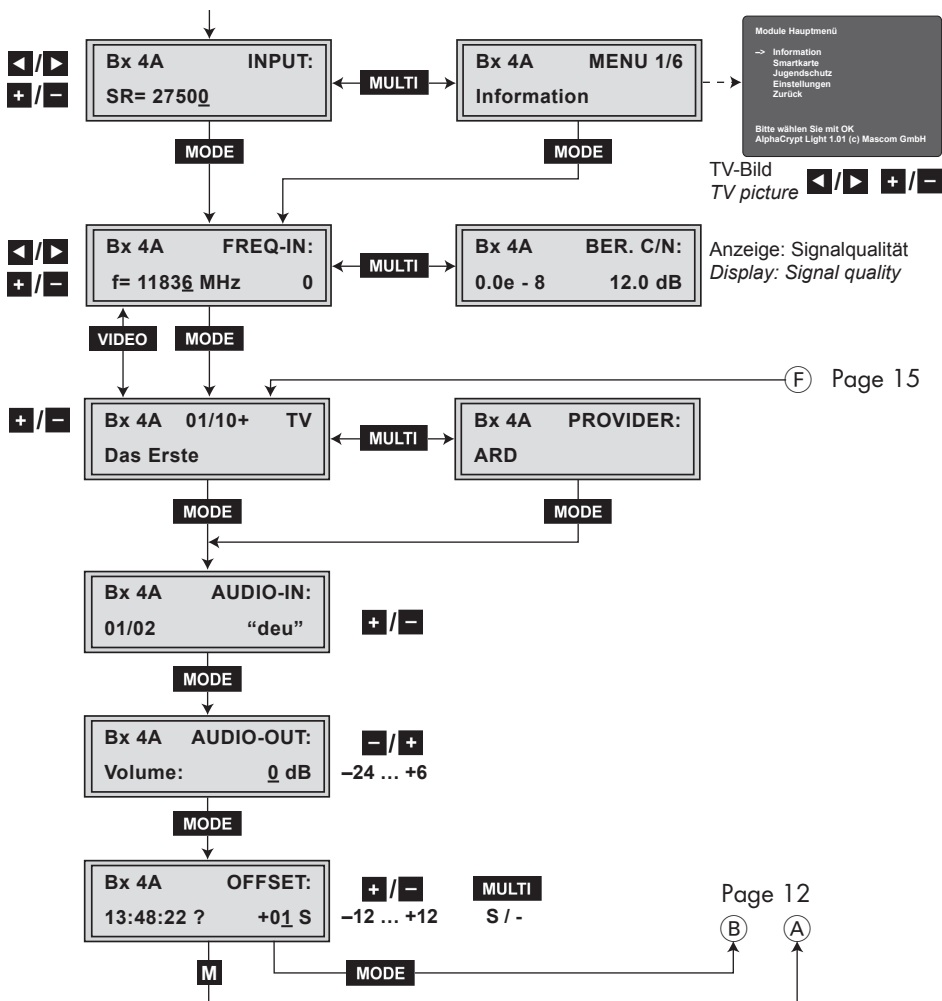 Bx 4A INPUT:
SR= 27500
MULTI
Bx 4A MENU 1/6
Information
Module Hauptmenü
–> Information
Smartkarte
Jugendschutz
Einstellungen
Zurück
Bitte wählen Sie mit OK
AlphaCrypt Light 1.01 (c) Mascom GmbH
◄/►
+ / –
MODE
MODE
TV-Bild
TV picture
◄/► + / –
◄/►
+ / –
Bx 4A FREQ-IN:
f= 11836 MHz 0
MULTI
Bx 4A BER. C/N:
0.0e - 8 12.0 dB
Anzeige: Signalqualität
Display: Signal quality
VIDEO
MODE
F Page 15
+ / –
Bx 4A 01/10+ TV
Das Erste
MULTI
Bx 4A PROVIDER:
ARD
MODE
MODE
Bx 4A AUDIO-IN:
01/02 “deu”
+ / –
MODE
Bx 4A AUDIO-OUT:
Volume: 0 dB
– / +
–24 … +6
MODE
Bx 4A OFFSET:
13:48:22 ? +01 S
+ / –
–12 … +12
MULTI
S / -
Page 12
B A
M
MODE